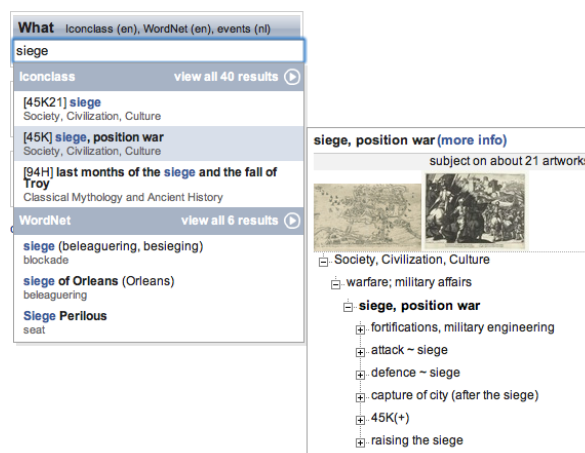 What Iconclass (en), WordNet (en), events (nl)
siege
Iconclass view all 40 results
[45K21] siege
Society, Civilization, Culture
[45K] siege, position war
Society, Civilization, Culture
[94H] last months of the siege and the fall of
Troy
Classical Mythology and Ancient History
WordNet view all 6 results
siege (beleaguering, besieging)
blockade
siege of Orleans (Orleans)
beleaguering
Siege Perilous
seat
siege, position war (more info)
subject on about 21 artworks
Society, Civilization, Culture
warfare; military affairs
siege, position war
fortifications, military engineering
attack ~ siege
defence ~ siege
capture of city (after the siege)
45K(+)
raising the siege